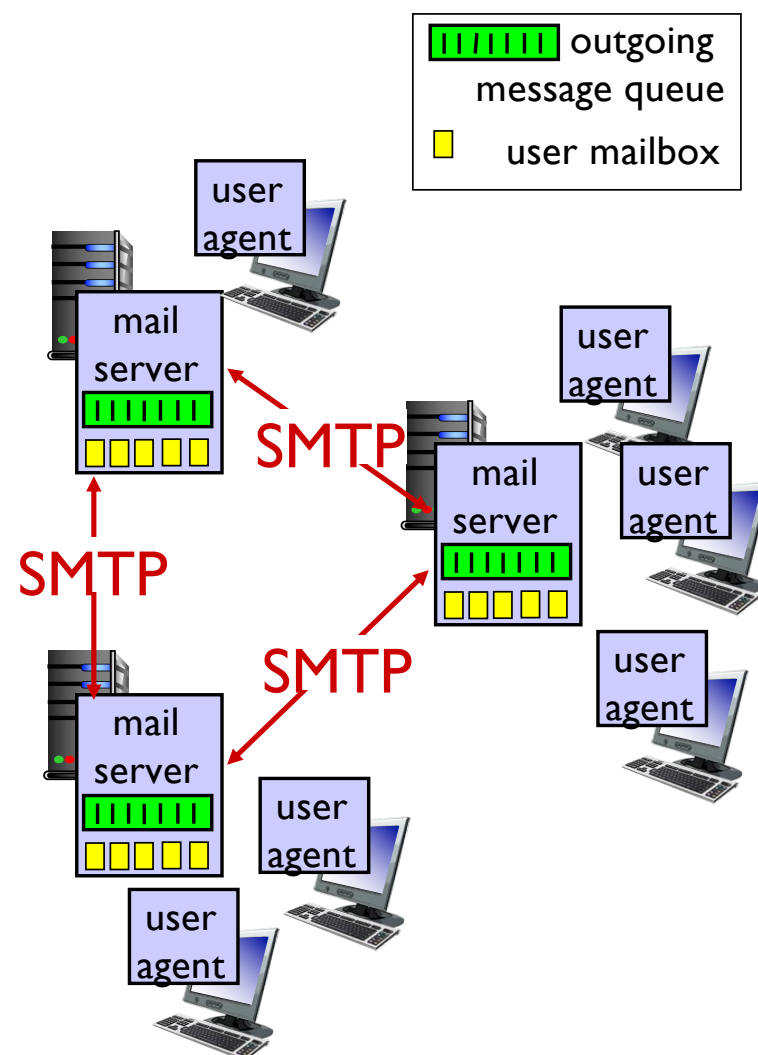 outgoing
message queue
user mailbox
user
agent
mail
server
SMTP
user
agent
mail
server
user
agent
SMTP
SMTP
user
agent
mail
server
user
agent
user
agent